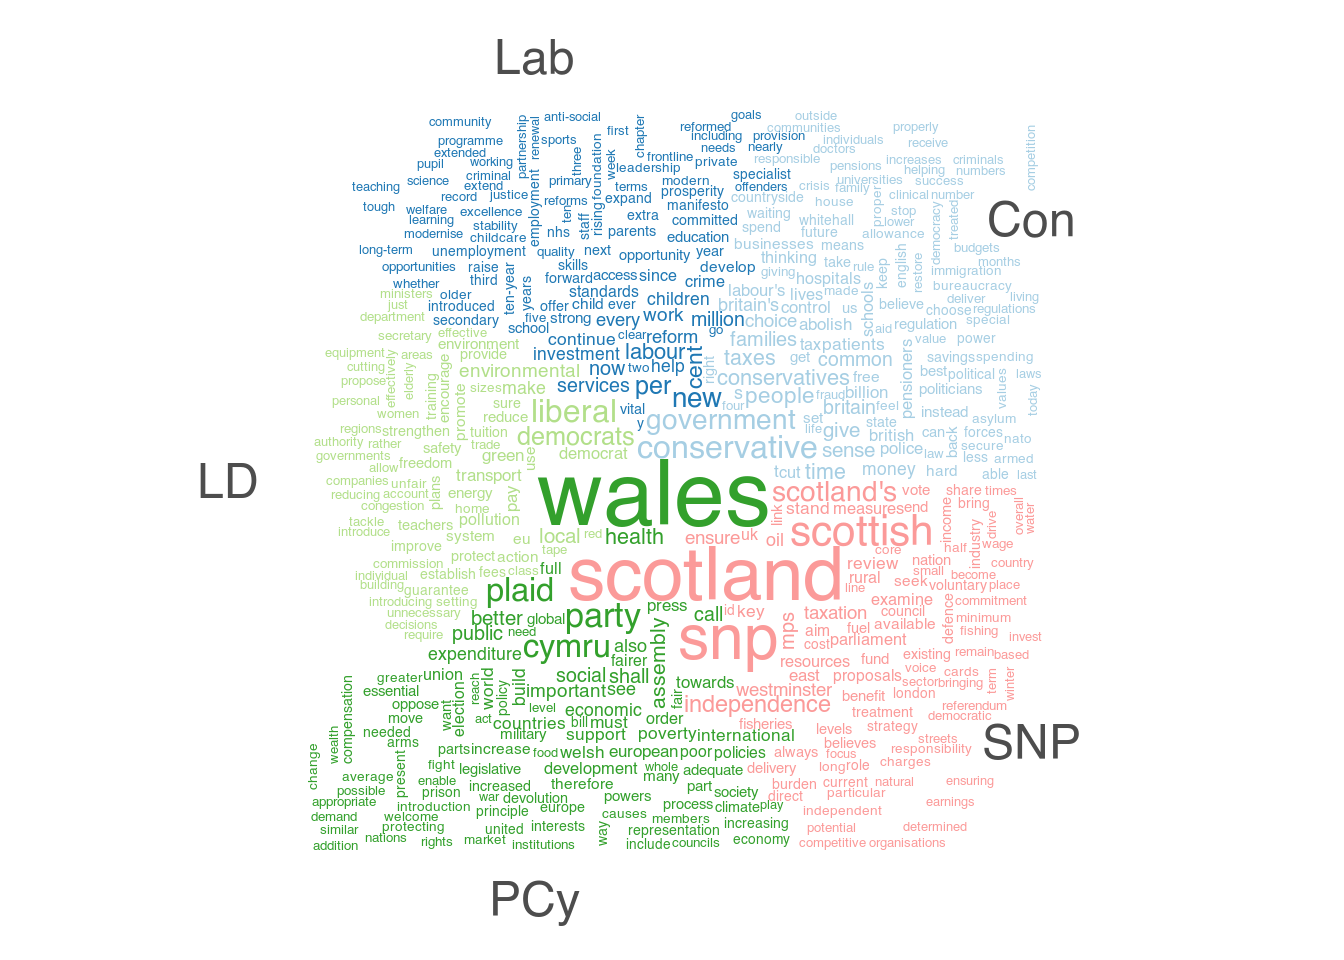 Lab
goals outside
community partnership renewal anti-social first chapter reformed communities properly competition
programme sports including provision individuals receive
extended three week foundation frontline needs nearly doctors
pupil working leadership private responsible pensions increases criminals
science criminal primary modern specialist universities helping numbers
teaching extend terms offenders crisis family success
record justice reforms expand prosperity countryside proper clinical number
tough welfare excellence employment ten staff rising manifesto house stop democracy treated
learning stability extra committed waiting whitehall lower Con
modernise childcare nhs parents education spend future allowance
long-term unemployment quality next opportunity year businesses means english restore budgets
opportunities raise skills access since develop thinking take rule keep months
whether third ten-year years forward crime giving hospitals immigration
ministers older standards children labour's lives made bureaucracy
just introduced offer child ever britain's control us schools believe deliver living
department secondary five strong every work million choice choose regulations
effective school clear go abolish aid regulation special
secretary environment continue reform families taxpatients value power
equipment areas provide investment labour cent right taxes get common pensioners savings spending
cutting effectively elderly training encourage environmental now two help conservatives free best political laws
propose sizes make services per new s people fraud billion politicians values today
personal promote sure vital four britain feel
women reduce liberal y government set state instead asylum
regions strengthen tuition life give british can back forces nato
authority rather trade democrats conservative sense police law secure
governments safety green use democrat less armed
allow freedom transport tcut time money hard able last
companies unfair plans
reducing account energy pay wales scotland's vote share times
congestion home link stand measures end bring income overall water
LD
tackle teachers pollution local red health ensure uk oil scottish industry drive
introduce system eu tape core half wage
improve protect action scotland review nation country
commission full line rural small become
individual establish fees class seek voluntary place
building guarantee plaid examine commitment
introducing setting press id key taxation council defence minimum
unnecessary better global party call mps aim fuel available fishing
decisions public need snp cost parliament invest
require cymru also assembly existing remain based
expenditure fairer resources fund voice cards
greater union world social shall towards east proposals sector bringing term winter
essential reach policy build important see fair westminster benefit london
oppose want election level economic independence treatment referendum
move act countries bill must order fisheries levels strategy democratic
compensation needed military support poverty international believes streets SNP
wealth arms parts increase food welsh european poor policies always focus responsibility
change fight legislative development whole many adequate delivery long role charges
average present enable increased therefore part burden current natural ensuring
possible prison war devolution powers society direct particular
appropriate introduction principle europe process climate play independent earnings
demand welcome causes members
similar protecting united interests way representation increasing potential determined
nations rights market institutions include councils economy competitive organisations
addition
PCy